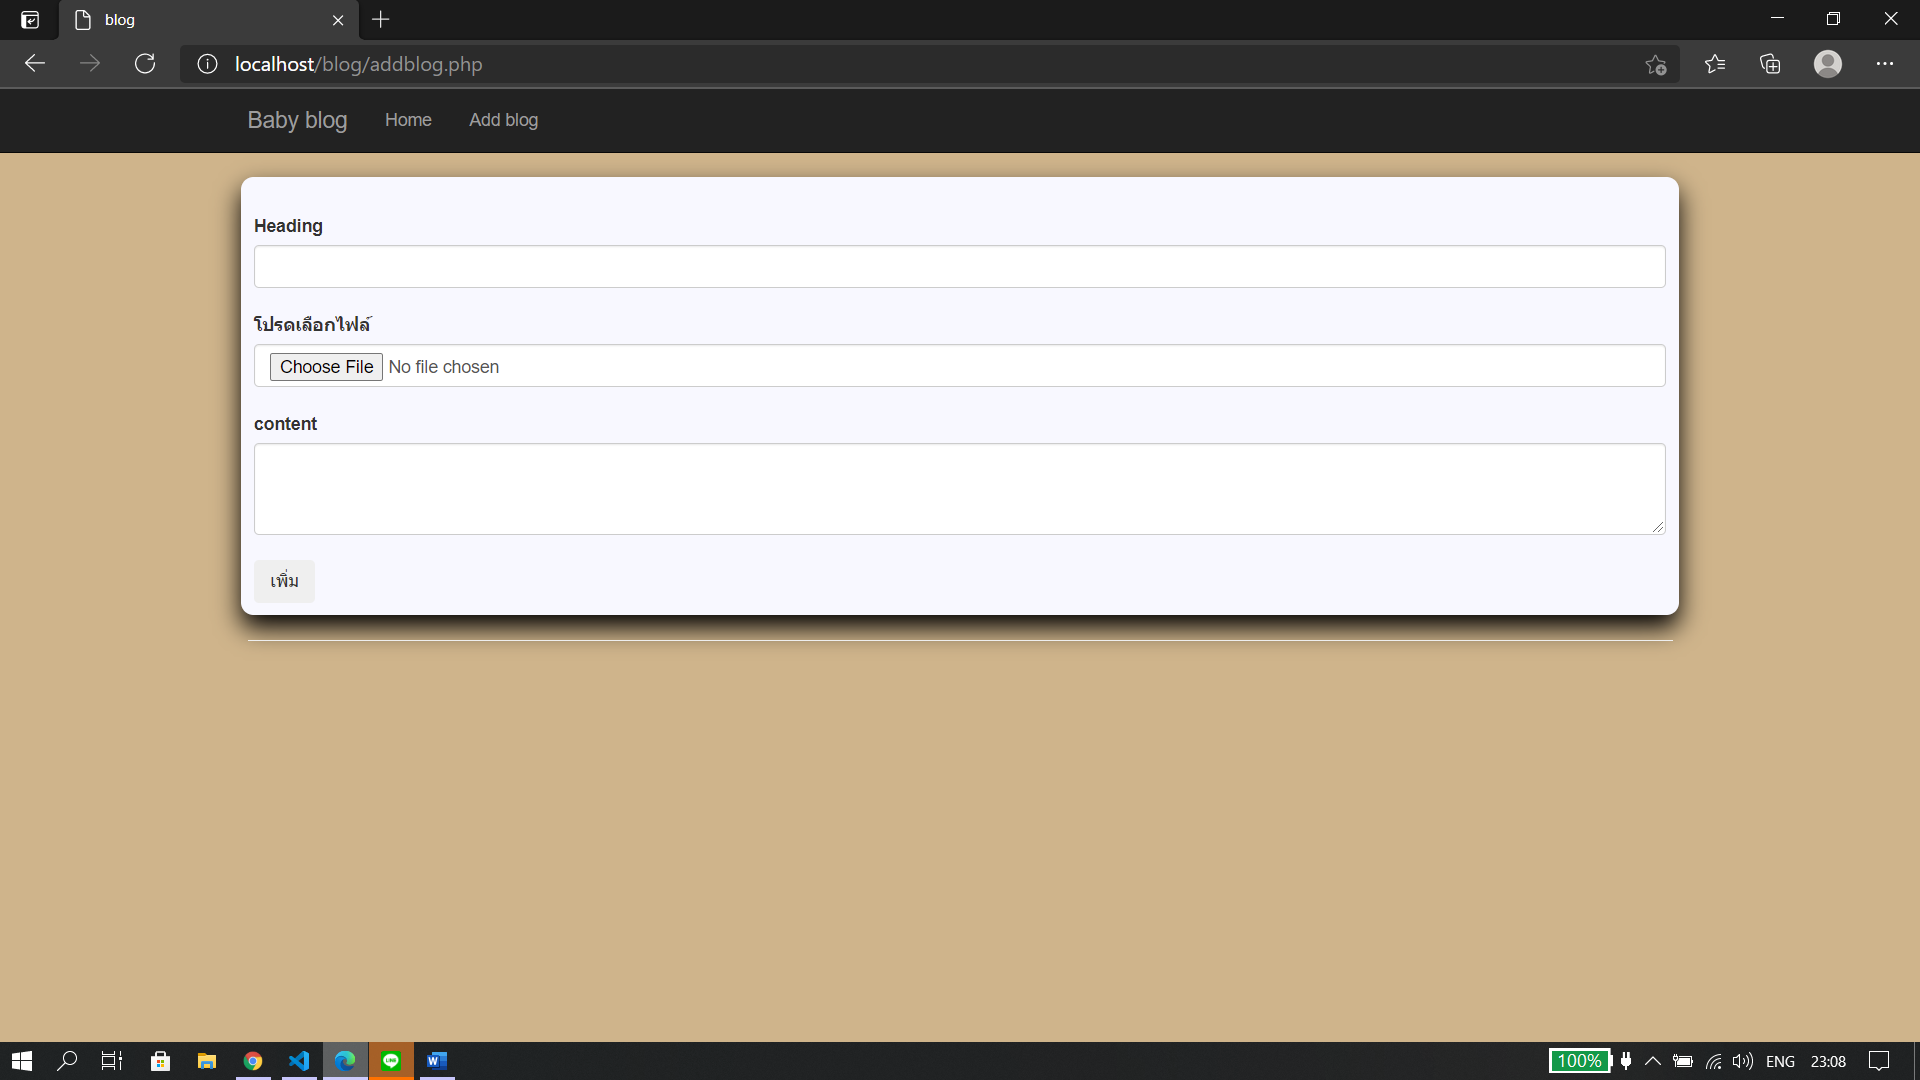 blog
localhost/blog/addblog.php
Baby blog Home Add blog
Heading
โปรดเลือกไฟล์
Choose File No file chosen
content
เพิ่ม
100% ENG 23:08